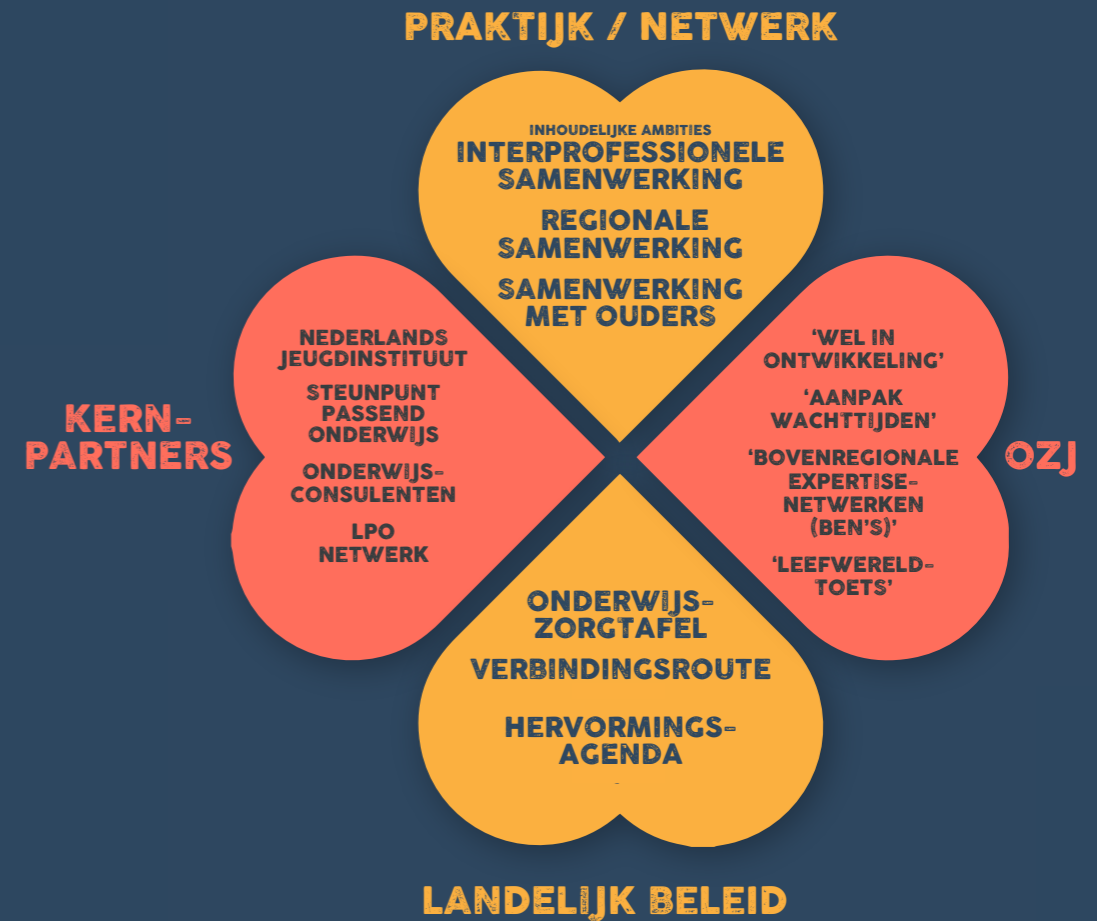 PRAKTIJK / NETWERK
INHOUDELIJKE AMBITIES
INTERPROFESSIONELE
SAMENWERKING
REGIONALE
SAMENWERKING
SAMENWERKING
MET OUDERS
KERN-
PARTNERS
NEDERLANDS
JEUGDINSTITUUT
STEUNPUNT
PASSEND
ONDERWIJS
ONDERWIJS-
CONSULENTEN
LPO
NETWERK
'WEL IN
ONTWIKKELING'
'AANPAK
WACHTTIJDEN'
'BOVENREGIONALE
EXPERTISE-
NETWERKEN
(BEN'S)'
'LEEFWERELD-
TOETS'
OZJ
ONDERWIJS-
ZORGTAFEL
VERBINDINGSROUTE
HERVORMINGS-
AGENDA
-
LANDELIJK BELEID